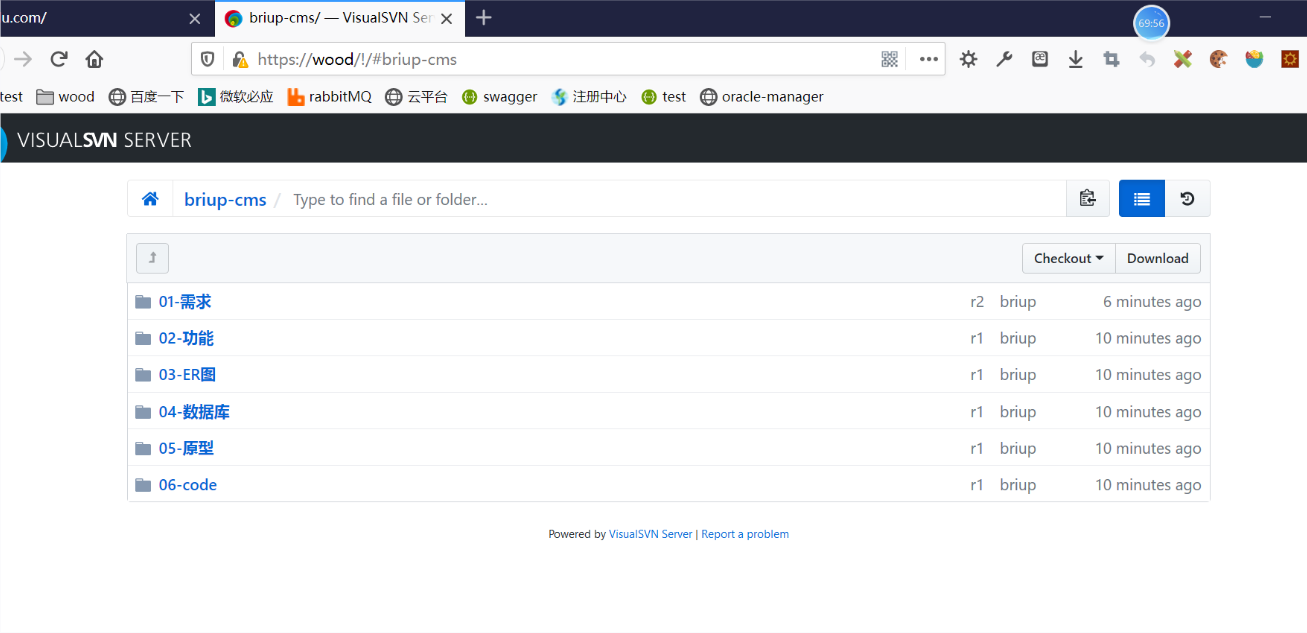 u.com/
briup-cms/ — VisualSVN Ser
69:56
https://wood/!/#briup-cms
test wood 百度一下 微软必应 rabbitMQ 云平台 swagger 注册中心 test oracle-manager
VISUALSVN SERVER
briup-cms / Type to find a file or folder...
Checkout Download
01-需求 r2 briup 6 minutes ago
02-功能 r1 briup 10 minutes ago
03-ER图 r1 briup 10 minutes ago
04-数据库 r1 briup 10 minutes ago
05-原型 r1 briup 10 minutes ago
06-code r1 briup 10 minutes ago
Powered by VisualSVN Server | Report a problem